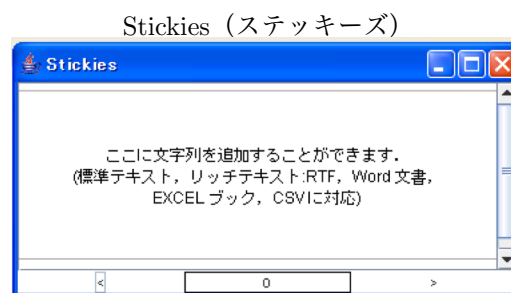 Stickies（ステッキーズ）
Stickies
ここに文字列を追加することができます．
(標準テキスト，リッチテキスト:RTF，Word 文書，
EXCEL ブック，CSVに対応)
< 0 >